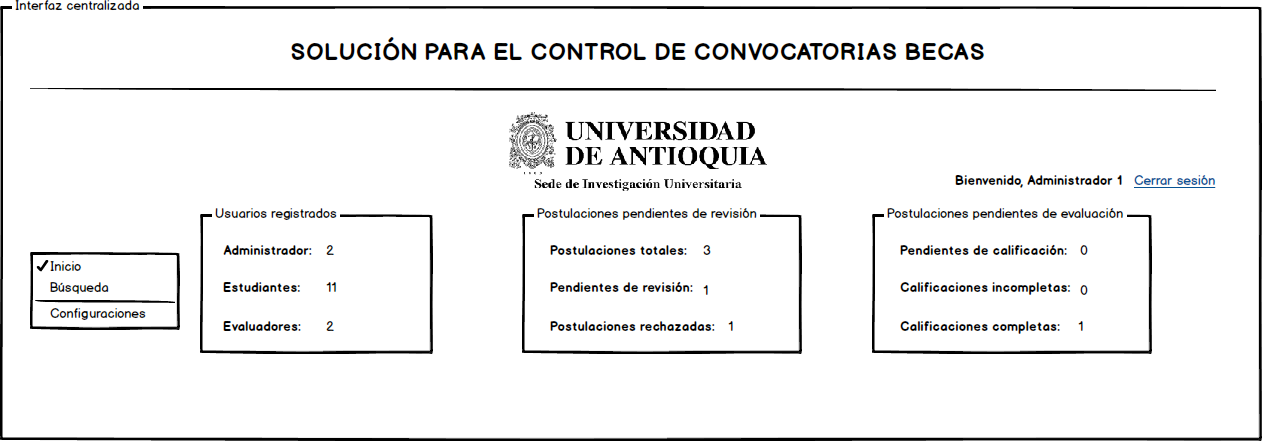 Interfaz centralizada
SOLUCIÓN PARA EL CONTROL DE CONVOCATORIAS BECAS
UNIVERSIDAD
DE ANTIOQUIA
Sede de Investigación Universitaria
Bienvenido, Administrador 1 Cerrar sesión
Inicio
Búsqueda
Configuraciones
Usuarios registrados
Administrador: 2
Estudiantes: 11
Evaluadores: 2
Postulaciones pendientes de revisión
Postulaciones totales: 3
Pendientes de revisión: 1
Postulaciones rechazadas: 1
Postulaciones pendientes de evaluación
Pendientes de calificación: 0
Calificaciones incompletas: 0
Calificaciones completas: 1